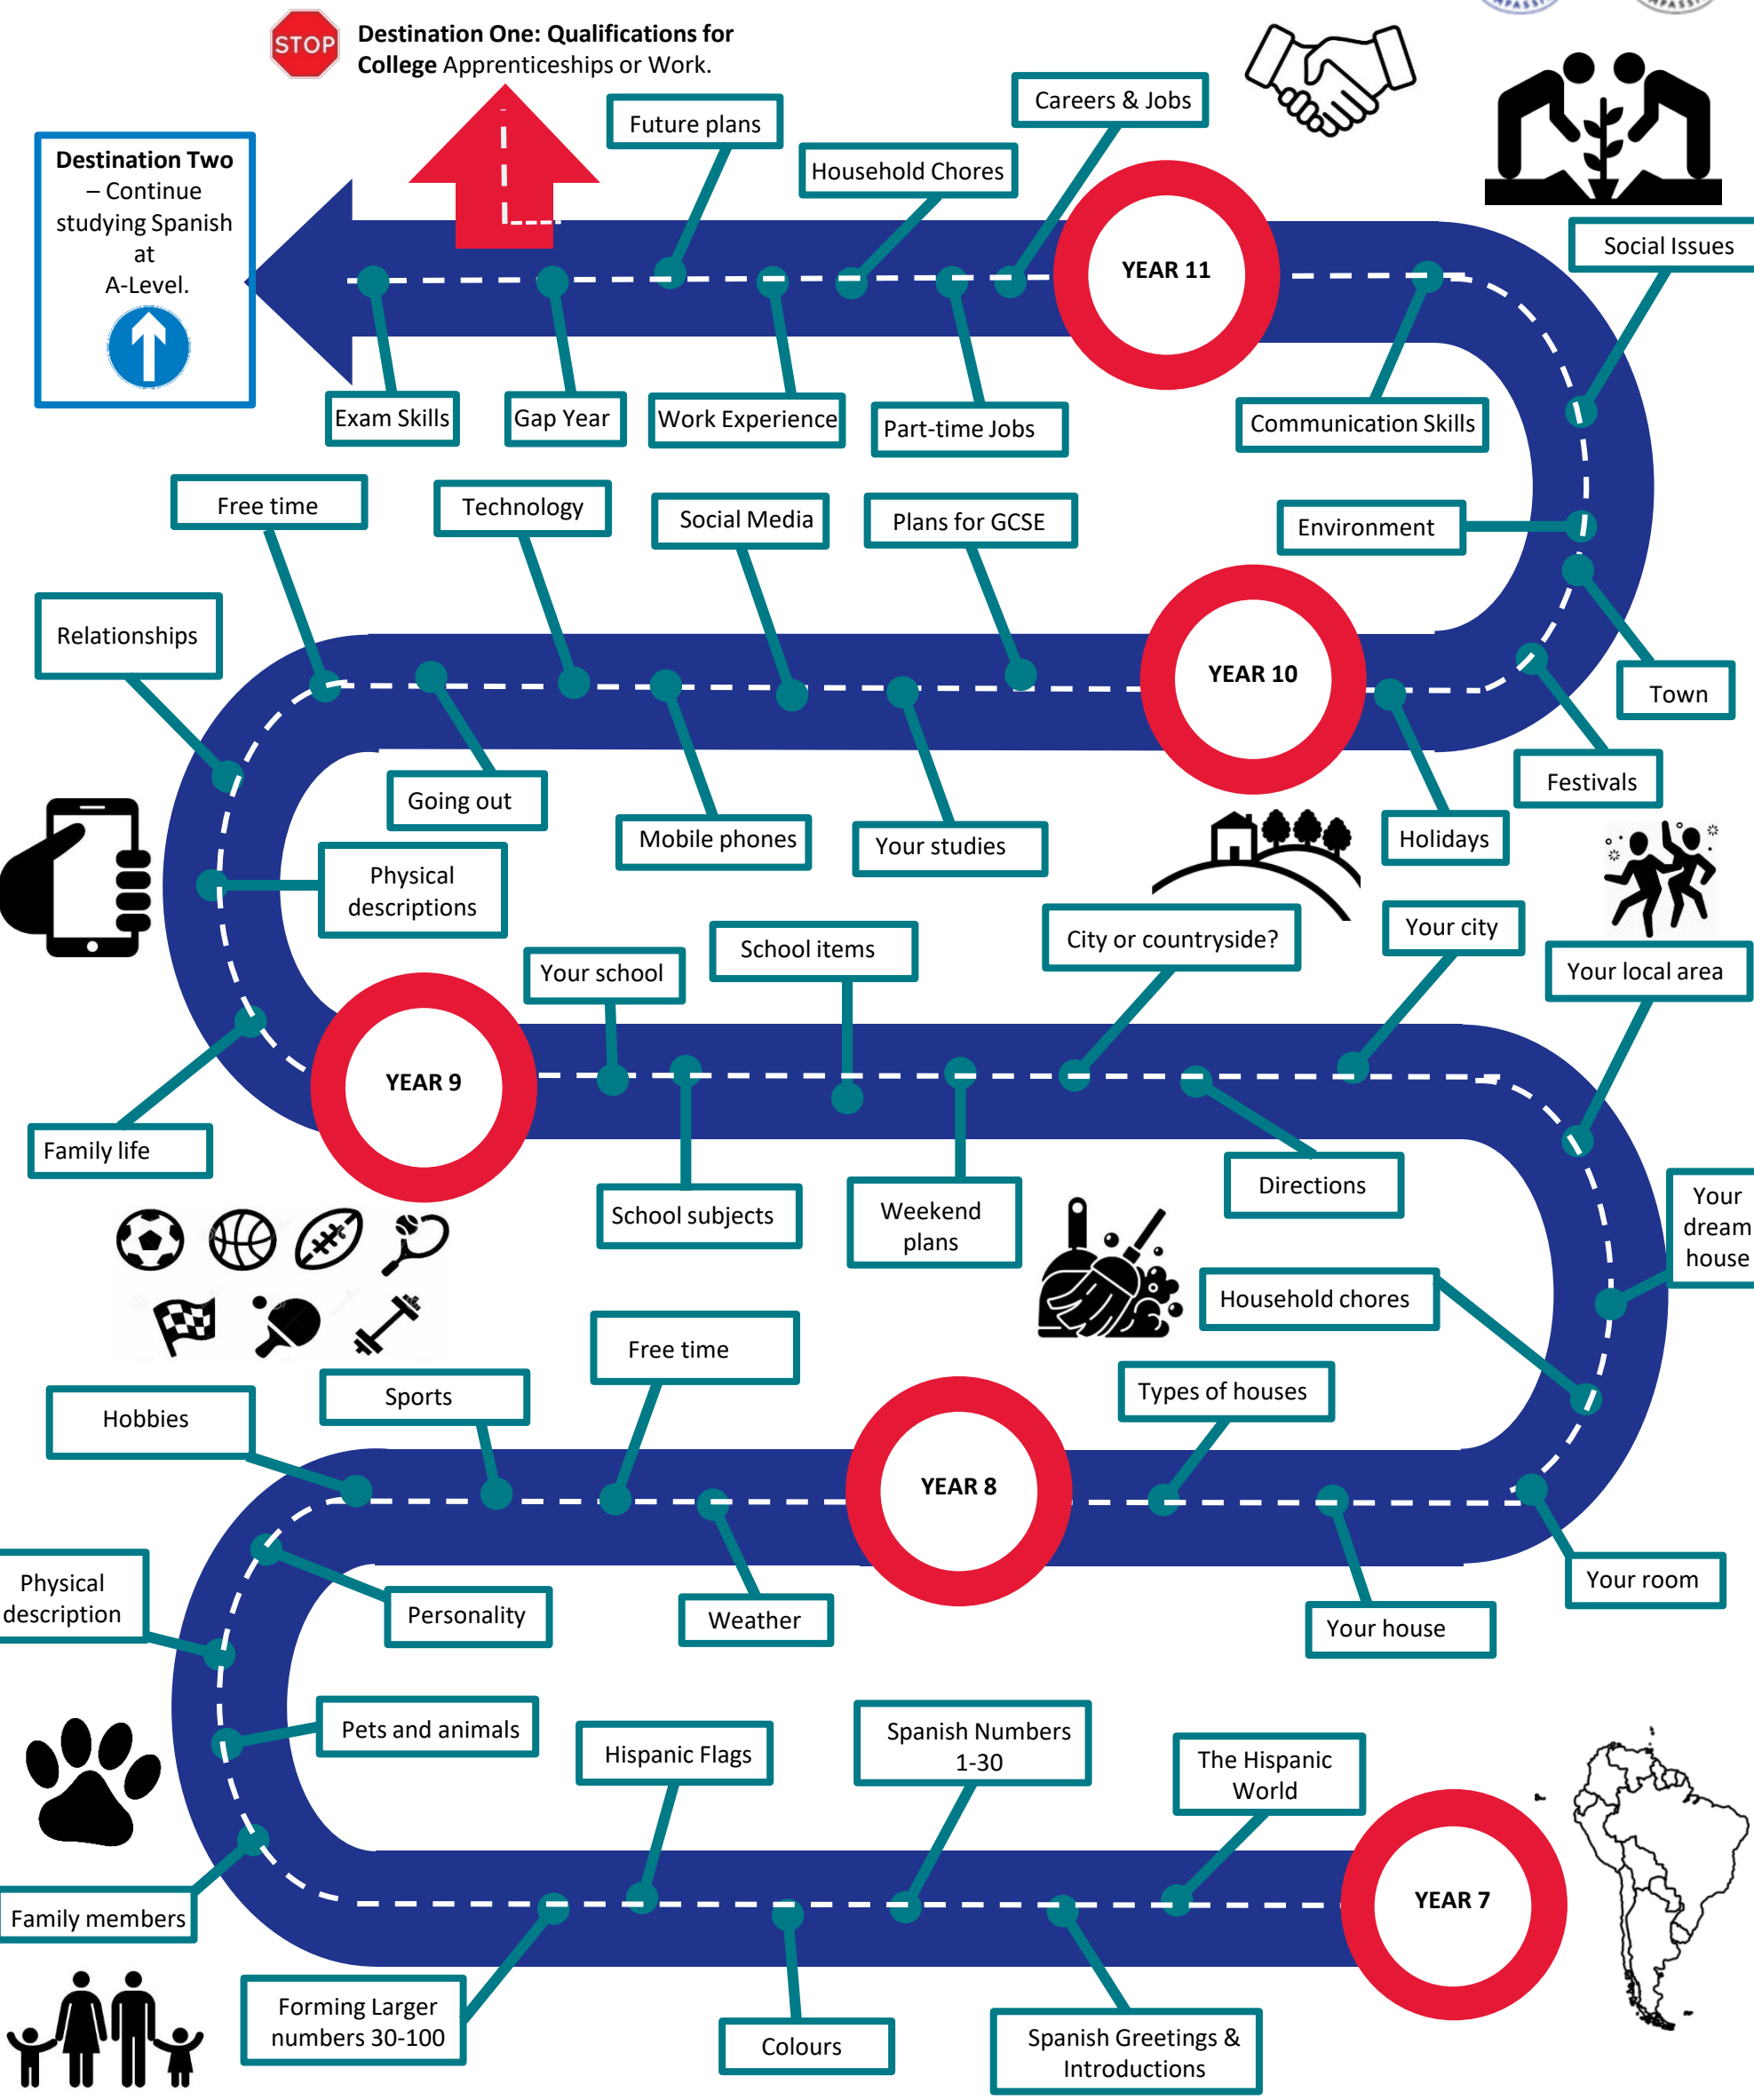 STOP
Destination One: Qualifications for
College Apprenticeships or Work.
Careers & Jobs
Future plans
Household Chores
Destination Two
– Continue
studying Spanish
at
A-Level.
YEAR 11
Social Issues
Exam Skills
Gap Year
Work Experience
Part-time Jobs
Communication Skills
Free time
Technology
Social Media
Plans for GCSE
Environment
Relationships
YEAR 10
Town
Going out
Mobile phones
Your studies
Holidays
Festivals
Physical
descriptions
Your school
School items
City or countryside?
Your city
Your local area
YEAR 9
Family life
School subjects
Weekend
plans
Directions
Your
dream
house
Household chores
Free time
Types of houses
Hobbies
Sports
YEAR 8
Physical
description
Personality
Weather
Your house
Your room
Pets and animals
Hispanic Flags
Spanish Numbers
1-30
The Hispanic
World
YEAR 7
Family members
Forming Larger
numbers 30-100
Colours
Spanish Greetings &
Introductions